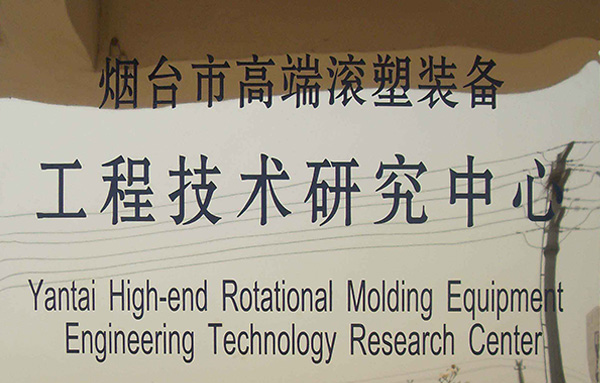 烟台市高端滚塑装备
工程技术研究中心
Yantai High-end Rotational Molding Equipment
Engineering Technology Research Center